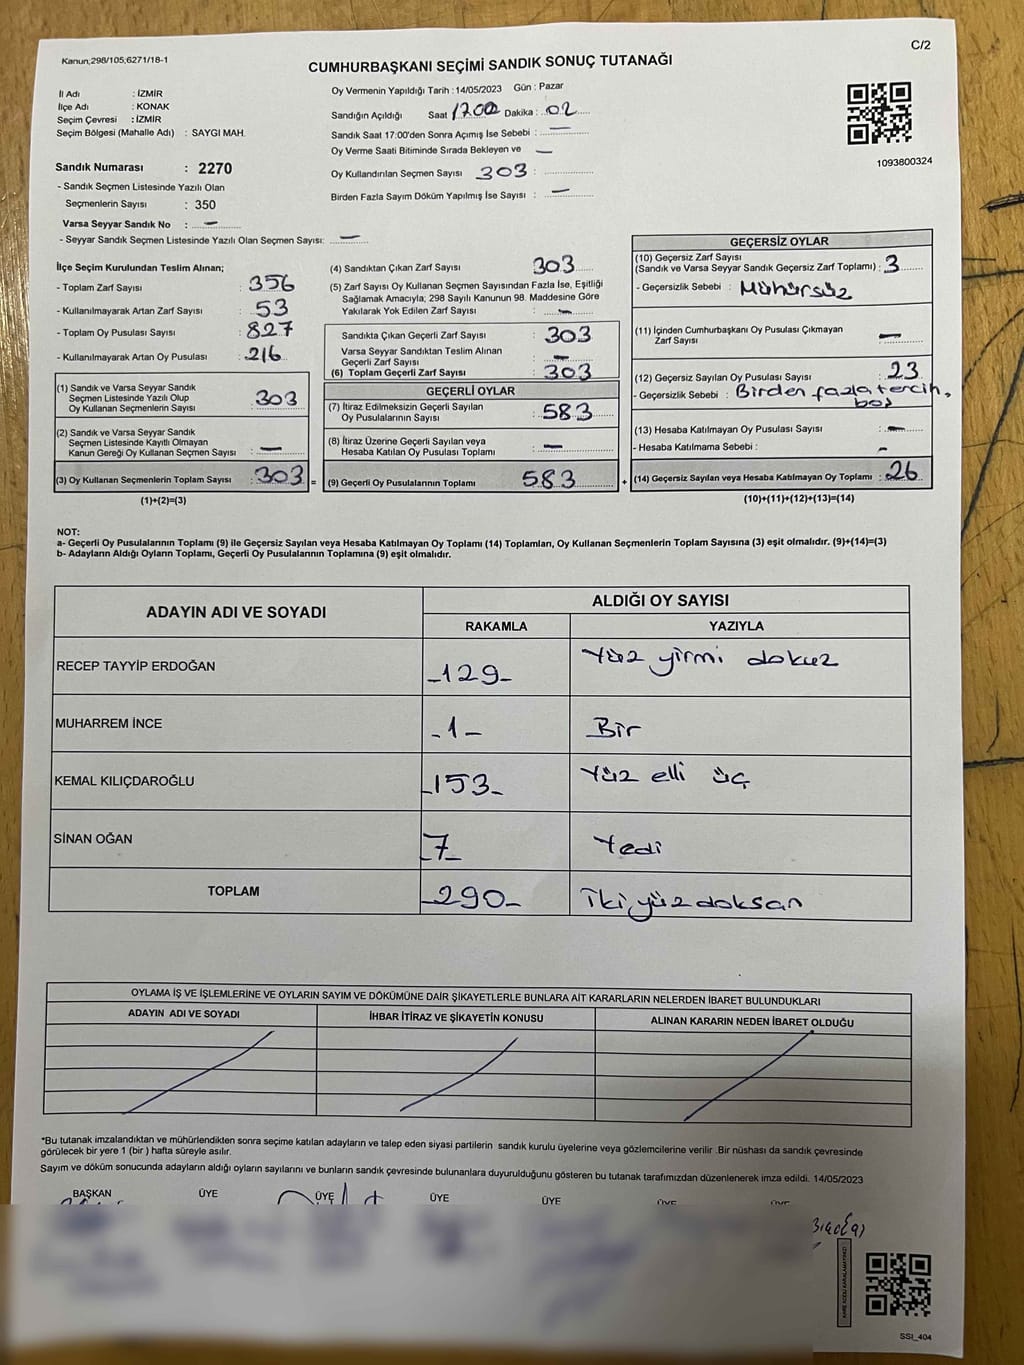 C/2
Kanun;298/105,6271/18-1
CUMHURBAŞKANI SEÇİMİ SANDIK SONUÇ TUTANAĞI
İl Adı : İZMİR
İlçe Adı : KONAK
Seçim Çevresi : İZMİR
Seçim Bölgesi (Mahalle Adı) : SAYGI MAH.
Oy Vermenin Yapıldığı Tarih : 14/05/2023 Gün : Pazar
Sandığın Açıldığı Saat 1700 Dakika : 02
Sandık Saat 17:00'den Sonra Açımış İse Sebebi : —
Oy Verme Saati Bitiminde Sırada Bekleyen ve —
Oy Kullandırılan Seçmen Sayısı 303 :
Birden Fazla Sayım Döküm Yapılmış İse Sayısı : —
1093800324
Sandık Numarası : 2270
- Sandık Seçmen Listesinde Yazılı Olan
Seçmenlerin Sayısı : 350
Varsa Seyyar Sandık No : —
- Seyyar Sandık Seçmen Listesinde Yazılı Olan Seçmen Sayısı: —
İlçe Seçim Kurulundan Teslim Alınan;
- Toplam Zarf Sayısı : 356
- Kullanılmayarak Artan Zarf Sayısı : 53
- Toplam Oy Pusulası Sayısı : 827
- Kullanılmayarak Artan Oy Pusulası : 216
(1) Sandık ve Varsa Seyyar Sandık
Seçmen Listesinde Yazılı Olup
Oy Kullanan Seçmenlerin Sayısı : 303
(2) Sandık ve Varsa Seyyar Sandık
Seçmen Listesinde Kayıtlı Olmayan
Kanun Gereği Oy Kullanan Seçmen Sayısı : —
(3) Oy Kullanan Seçmenlerin Toplam Sayısı : 303 =
(1)+(2)=(3)
(4) Sandıktan Çıkan Zarf Sayısı 303
(5) Zarf Sayısı Oy Kullanan Seçmen Sayısından Fazla İse, Eşitliği
Sağlamak Amacıyla; 298 Sayılı Kanunun 98. Maddesine Göre
Yakılarak Yok Edilen Zarf Sayısı : —
Sandıkta Çıkan Geçerli Zarf Sayısı : 303
Varsa Seyyar Sandıktan Teslim Alınan
Geçerli Zarf Sayısı : —
(6) Toplam Geçerli Zarf Sayısı : 303
GEÇERLİ OYLAR
(7) İtiraz Edilmeksizin Geçerli Sayılan
Oy Pusulasının Sayısı : 583
(8) İtiraz Üzerine Geçerli Sayılan veya
Hesaba Katılan Oy Pusulası Toplamı : —
(9) Geçerli Oy Pusulalarının Toplamı 583 +
GEÇERSİZ OYLAR
(10) Geçersiz Zarf Sayısı
(Sandık ve Varsa Seyyar Sandık Geçersiz Zarf Toplamı) : 3
- Geçersizlik Sebebi : Mühürsüz
(11) İçinden Cumhurbaşkanı Oy Pusulası Çıkmayan
Zarf Sayısı : —
(12) Geçersiz Sayılan Oy Pusulası Sayısı : 23
- Geçersizlik Sebebi : Birden fazla tercih,
boş
(13) Hesaba Katılmayan Oy Pusulası Sayısı : —
- Hesaba Katılmama Sebebi : —
(14) Geçersiz Sayılan veya Hesaba Katılmayan Oy Toplamı : 26
(10)+(11)+(12)+(13)=(14)
NOT:
a- Geçerli Oy Pusulalarının Toplamı (9) ile Geçersiz Sayılan veya Hesaba Katılmayan Oy Toplamı (14) Toplamları, Oy Kullanan Seçmenlerin Toplam Sayısına (3) eşit olmalıdır. (9)+(14)=(3)
b- Adayların Aldığı Oyların Toplamı, Geçerli Oy Pusulalarının Toplamına (9) eşit olmalıdır.
ADAYIN ADI VE SOYADI
ALDIĞI OY SAYISI
RAKAMLA YAZIYLA
RECEP TAYYİP ERDOĞAN -129- Yüz yirmi dokuz
MUHARREM İNCE -1- Bir
KEMAL KILIÇDAROĞLU -153- Yüz elli üç
SİNAN OĞAN -7- Yedi
TOPLAM -290- İki yüz doksan
OYLAMA İŞ VE İŞLEMLERİNE VE OYLARIN SAYIM VE DÖKÜMÜNE DAİR ŞİKAYETLERLE BUNLARA AİT KARARLARIN NELERDEN İBARET BULUNDUKLARI
ADAYIN ADI VE SOYADI İHBAR İTİRAZ VE ŞİKAYETİN KONUSU ALINAN KARARIN NEDEN İBARET OLDUĞU
*Bu tutanak imzalandıktan ve mühürlendikten sonra seçime katılan adayların ve talep eden siyasi partilerin sandık kurulu üyelerine veya gözlemcilerine verilir .Bir nüshası da sandık çevresinde
görülecek bir yere 1 (bir ) hafta süreyle asılır.
Sayım ve döküm sonucunda adayların aldığı oyların sayılarını ve bunların sandık çevresinde bulunanlara duyurulduğunu gösteren bu tutanak tarafımızdan düzenlenerek imza edildi. 14/05/2023
BAŞKAN ÜYE ÜYE ÜYE ÜYE ÜYE ÜYE
SSİ_404